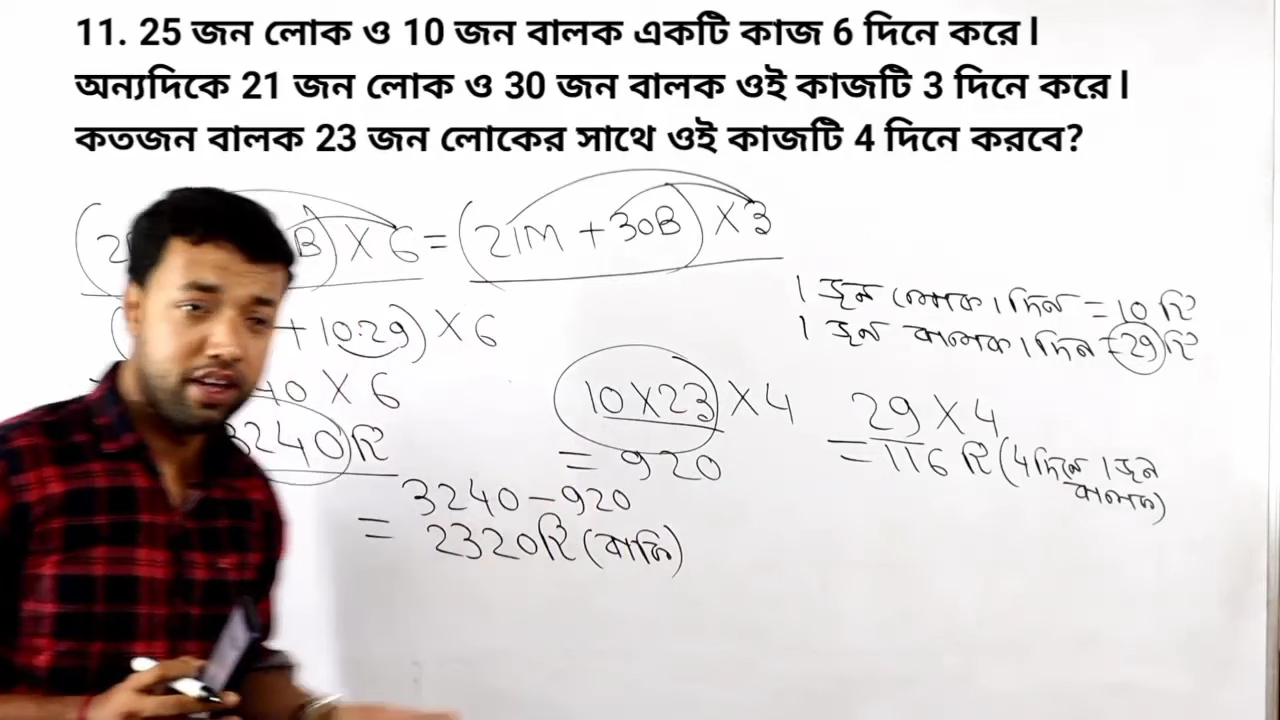 11. 25 জন লোক ও 10 জন বালক একটি কাজ 6 দিনে করে।
অন্যদিকে 21 জন লোক ও 30 জন বালক ওই কাজটি 3 দিনে করে।
কতজন বালক 23 জন লোকের সাথে ওই কাজটি 4 দিনে করবে?
B) X 6 = (21M + 30B) X 3
1 জন লোক 1 দিন = 10 টি
1 জন বালক 1 দিন = 29 টি
+ 10.29) X 6
40 X 6
10 X 23 X 4
29 X 4
3240 টি
= 920
= 116 টি (4 দিনে 1 জন বালক)
3240 - 920
= 2320 টি (বাকি)